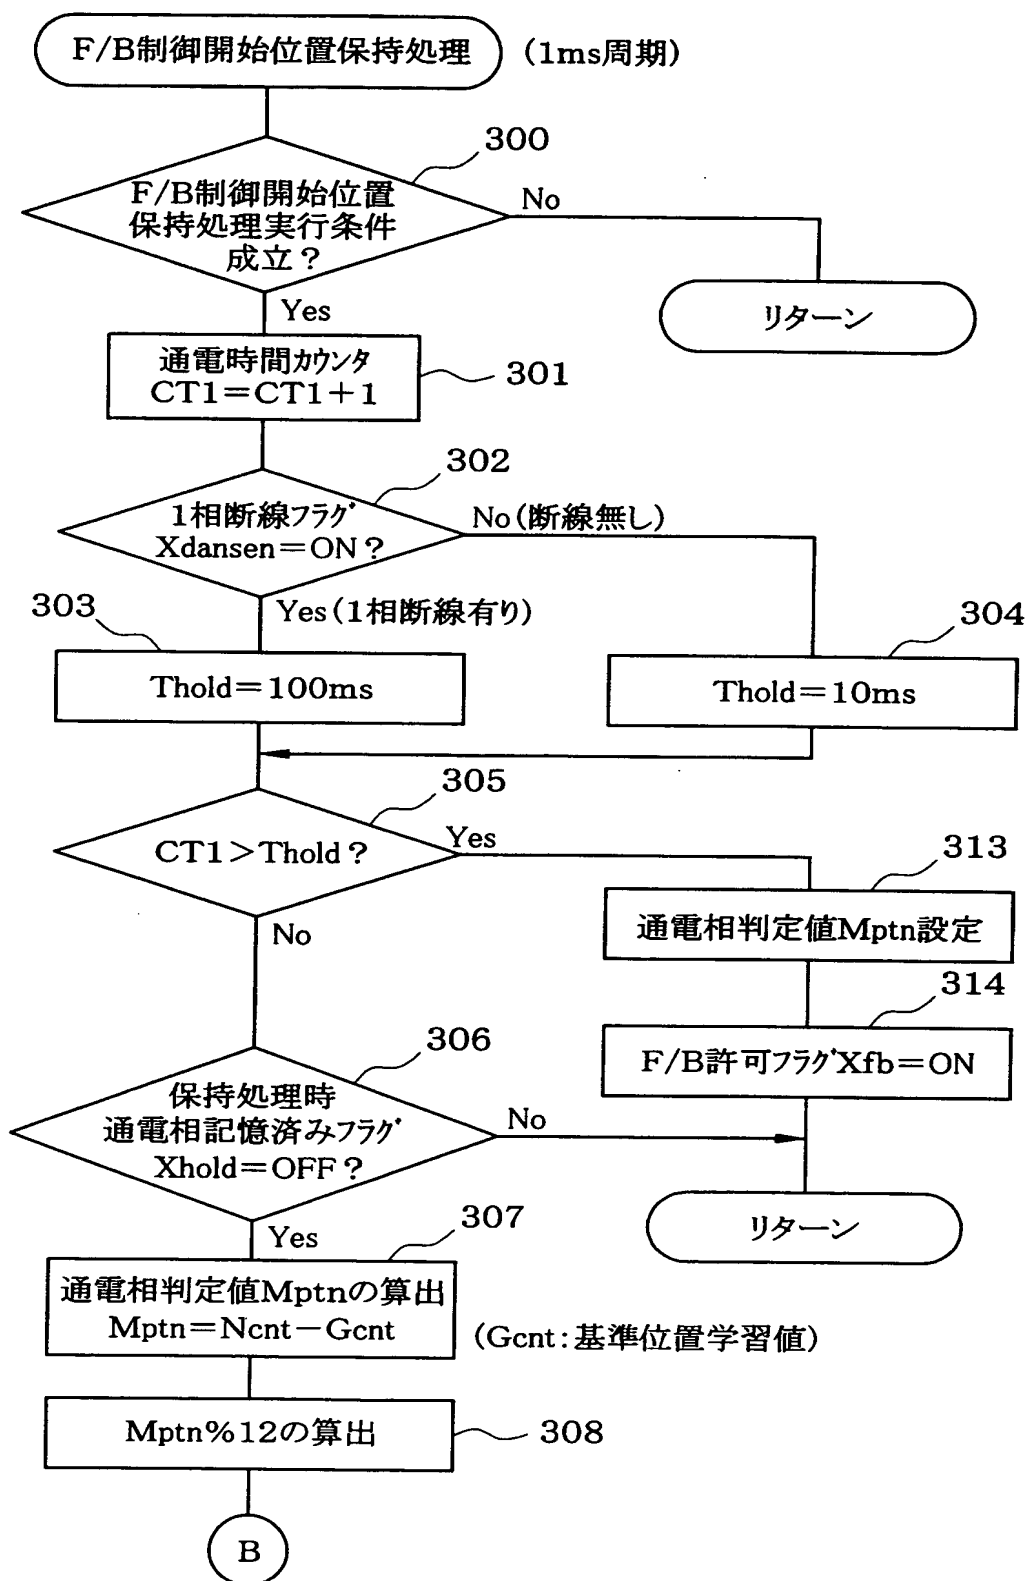 F/B制御開始位置保持処理 (1ms周期)
300
F/B制御開始位置
保持処理実行条件
成立?
No
Yes
リターン
通電時間カウンタ
CT1=CT1+1
301
302
1相断線フラグ
Xdansen=ON?
No(断線無し)
Yes(1相断線有り)
303
304
Thold=100ms
Thold=10ms
305
CT1>Thold?
Yes
No
313
通電相判定値Mptn設定
314
F/B許可フラグXfb=ON
306
保持処理時
通電相記憶済みフラグ
Xhold=OFF?
No
Yes
リターン
307
通電相判定値Mptnの算出
Mptn=Ncnt-Gcnt
(Gcnt:基準位置学習値)
Mptn%12の算出
308
B